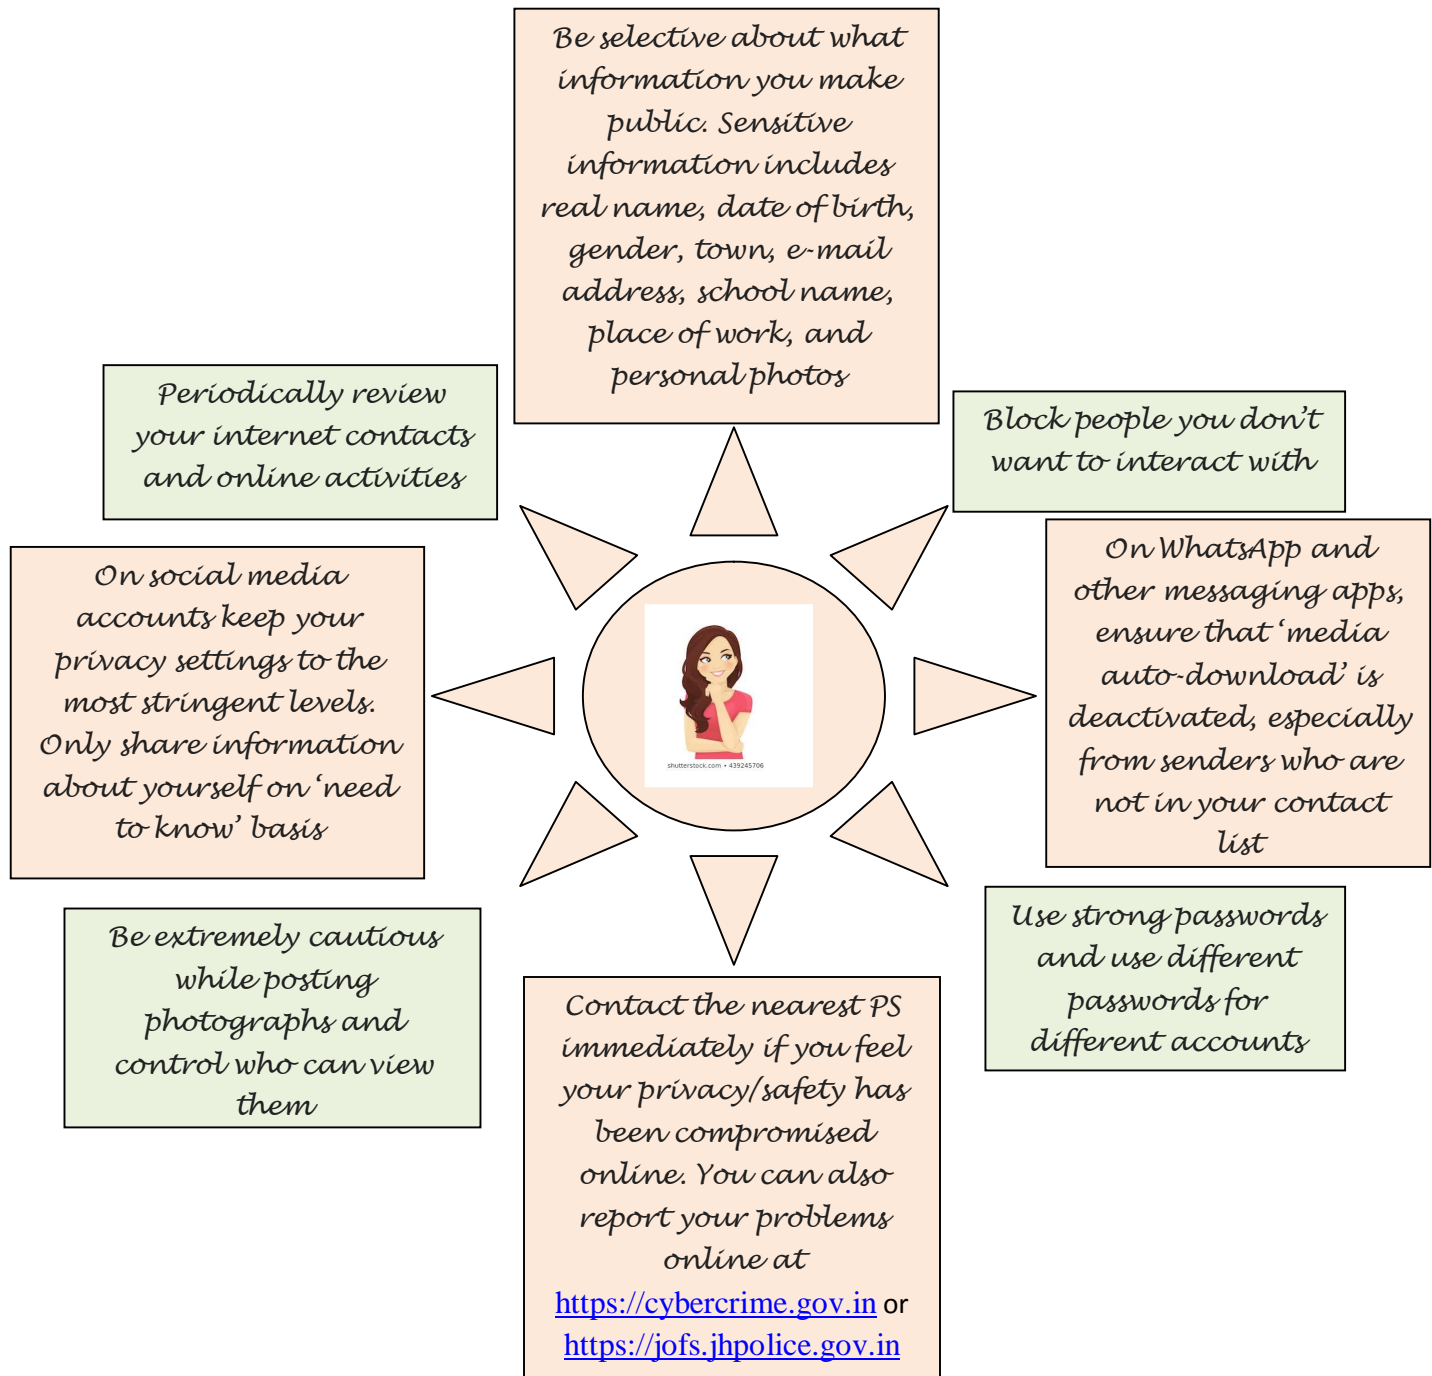 Be selective about what
information you make
public. Sensitive
information includes
real name, date of birth,
gender, town, e-mail
address, school name,
place of work, and
personal photos
Periodically review
your internet contacts
and online activities
Block people you don't
want to interact with
On social media
accounts keep your
privacy settings to the
most stringent levels.
Only share information
about yourself on 'need
to know' basis
shutterstock.com • 439245706
On WhatsApp and
other messaging apps,
ensure that 'media
auto-download' is
deactivated, especially
from senders who are
not in your contact
list
Be extremely cautious
while posting
photographs and
control who can view
them
Use strong passwords
and use different
passwords for
different accounts
Contact the nearest PS
immediately if you feel
your privacy/safety has
been compromised
online. You can also
report your problems
online at
https://cybercrime.gov.in or
https://jofs.jhpolice.gov.in